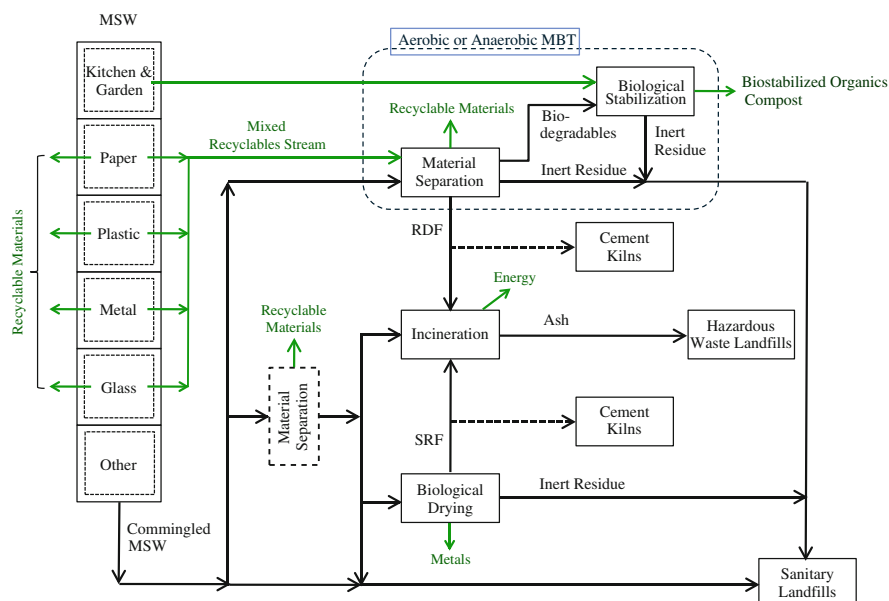 MSW
Aerobic or Anaerobic MBT
Kitchen &
Garden
Biological
Stabilization
Biostabilized Organics
Compost
Recyclable Materials
Bio-
degradables
Inert
Residue
Mixed
Recyclables Stream
Paper
Material
Separation
Inert Residue
Recyclable Materials
Plastic
RDF
Cement
Kilns
Metal
Energy
Recyclable
Materials
Incineration
Ash
Hazardous
Waste Landfills
Glass
Material
Separation
Cement
Kilns
SRF
Other
Biological
Drying
Inert Residue
Commingled
MSW
Metals
Sanitary
Landfills